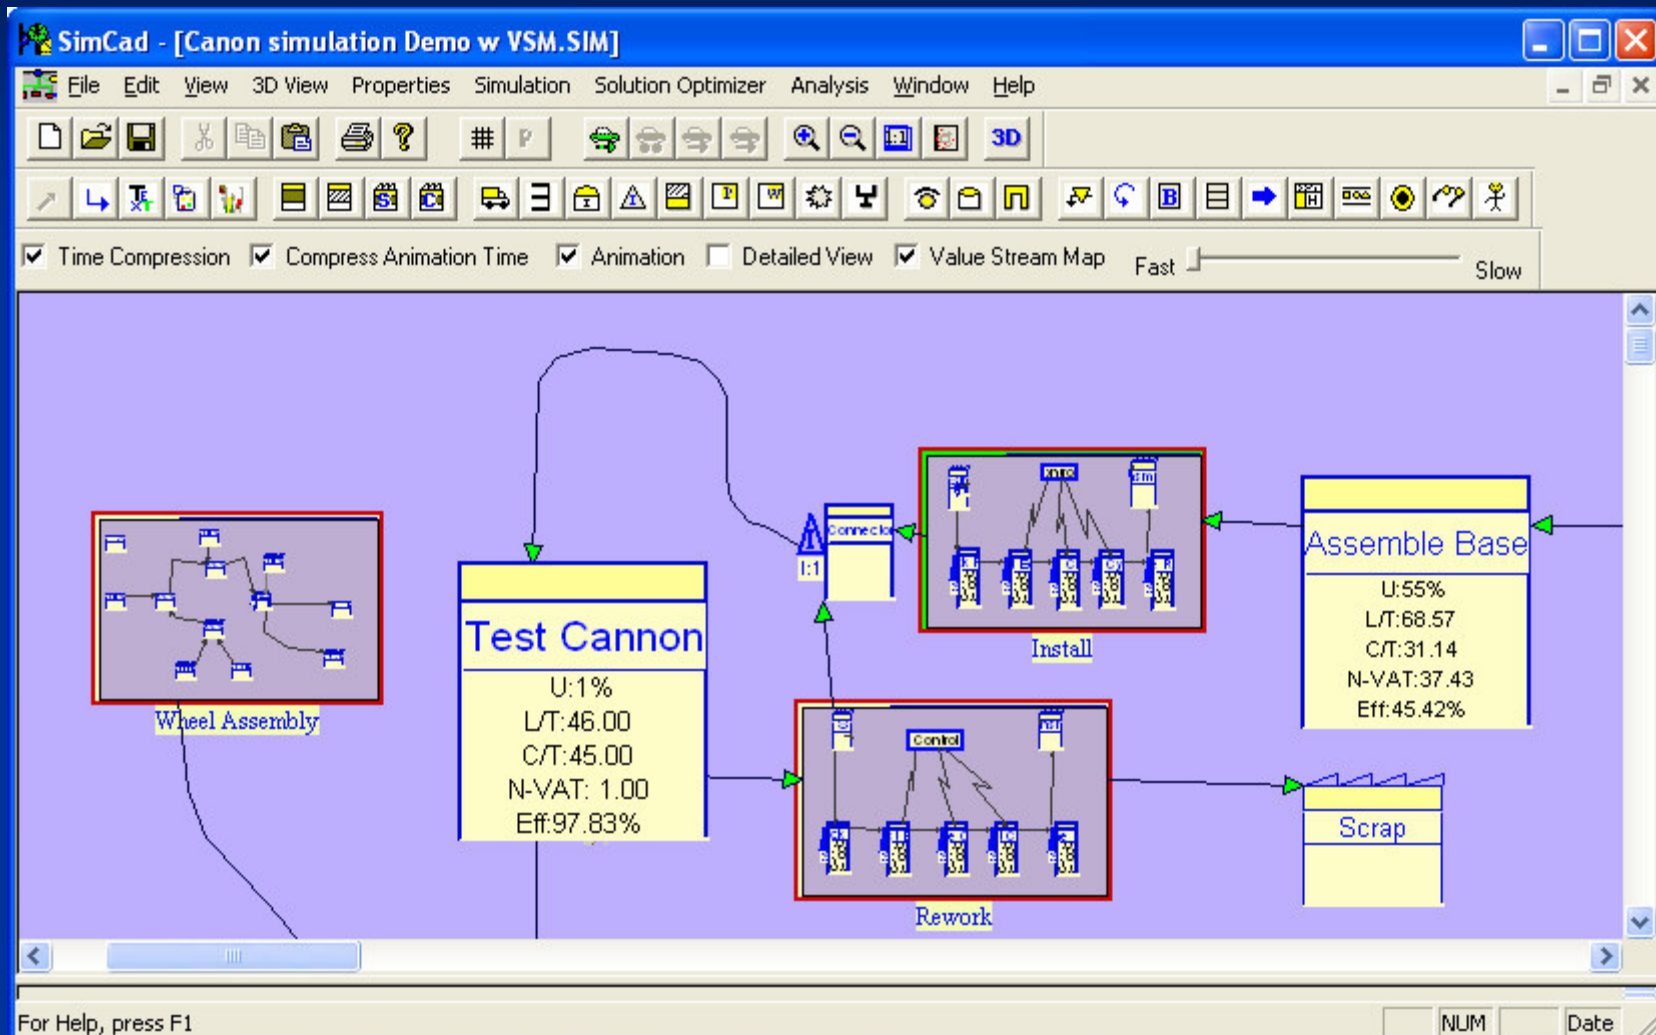 SimCad - [Canon simulation Demo w VSM.SIM]
File Edit View 3D View Properties Simulation Solution Optimizer Analysis Window Help
P 1:1 3D
S C P W B H
Time Compression Compress Animation Time Animation Detailed View Value Stream Map Fast Slow
Connector
I:1
Install
Assemble Base
U:55%
L/T:68.57
C/T:31.14
N-VAT:37.43
Eff:45.42%
Test Cannon
U:1%
L/T:46.00
C/T:45.00
N-VAT: 1.00
Eff:97.83%
Wheel Assembly
Control
Rework
Scrap
For Help, press F1 NUM Date